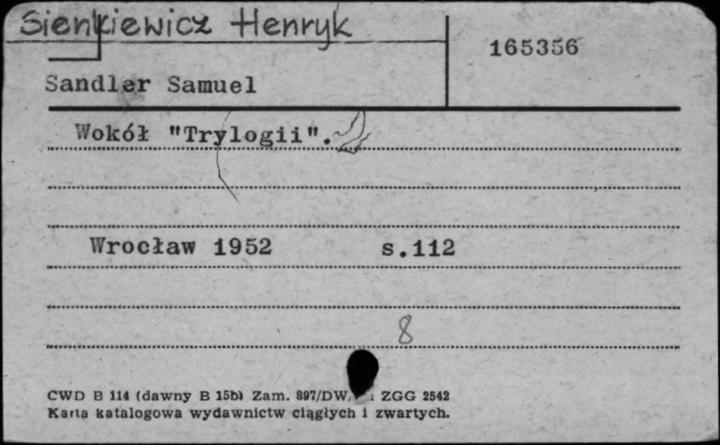 Sienkiewicz Henryk
165356
Sandler Samuel
Wokół "Trylogii".
Wrocław 1952 s.112
8
CWD B 114 (dawny B 15b) Zam. 897/DW/ ZGG 2542
Karta katalogowa wydawnictw ciągłych i zwartych.